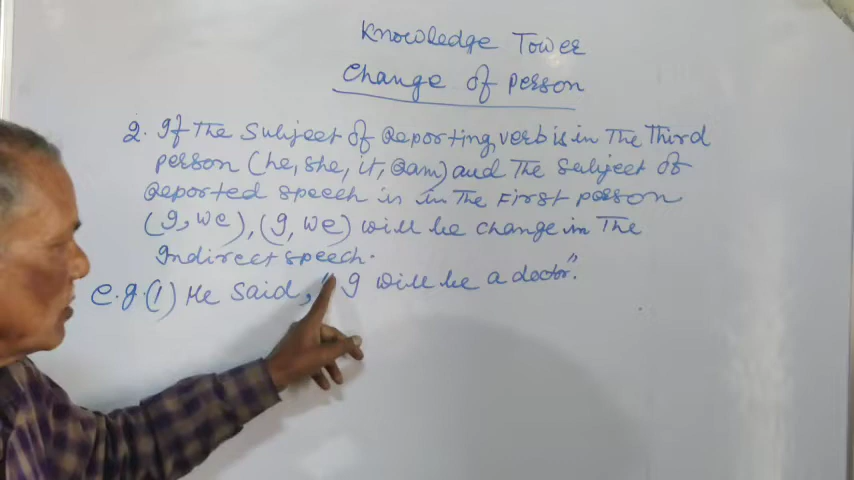 Knowledge Tower
Change of person
2. If The Subject of Reporting verb is in The Third
person (he, she, it, Ram) and The Subject of
Reported speech is in The First person
(I, we), (I, we) will be change in The
Indirect speech.
e.g. (1) He said, "I will be a doctor."